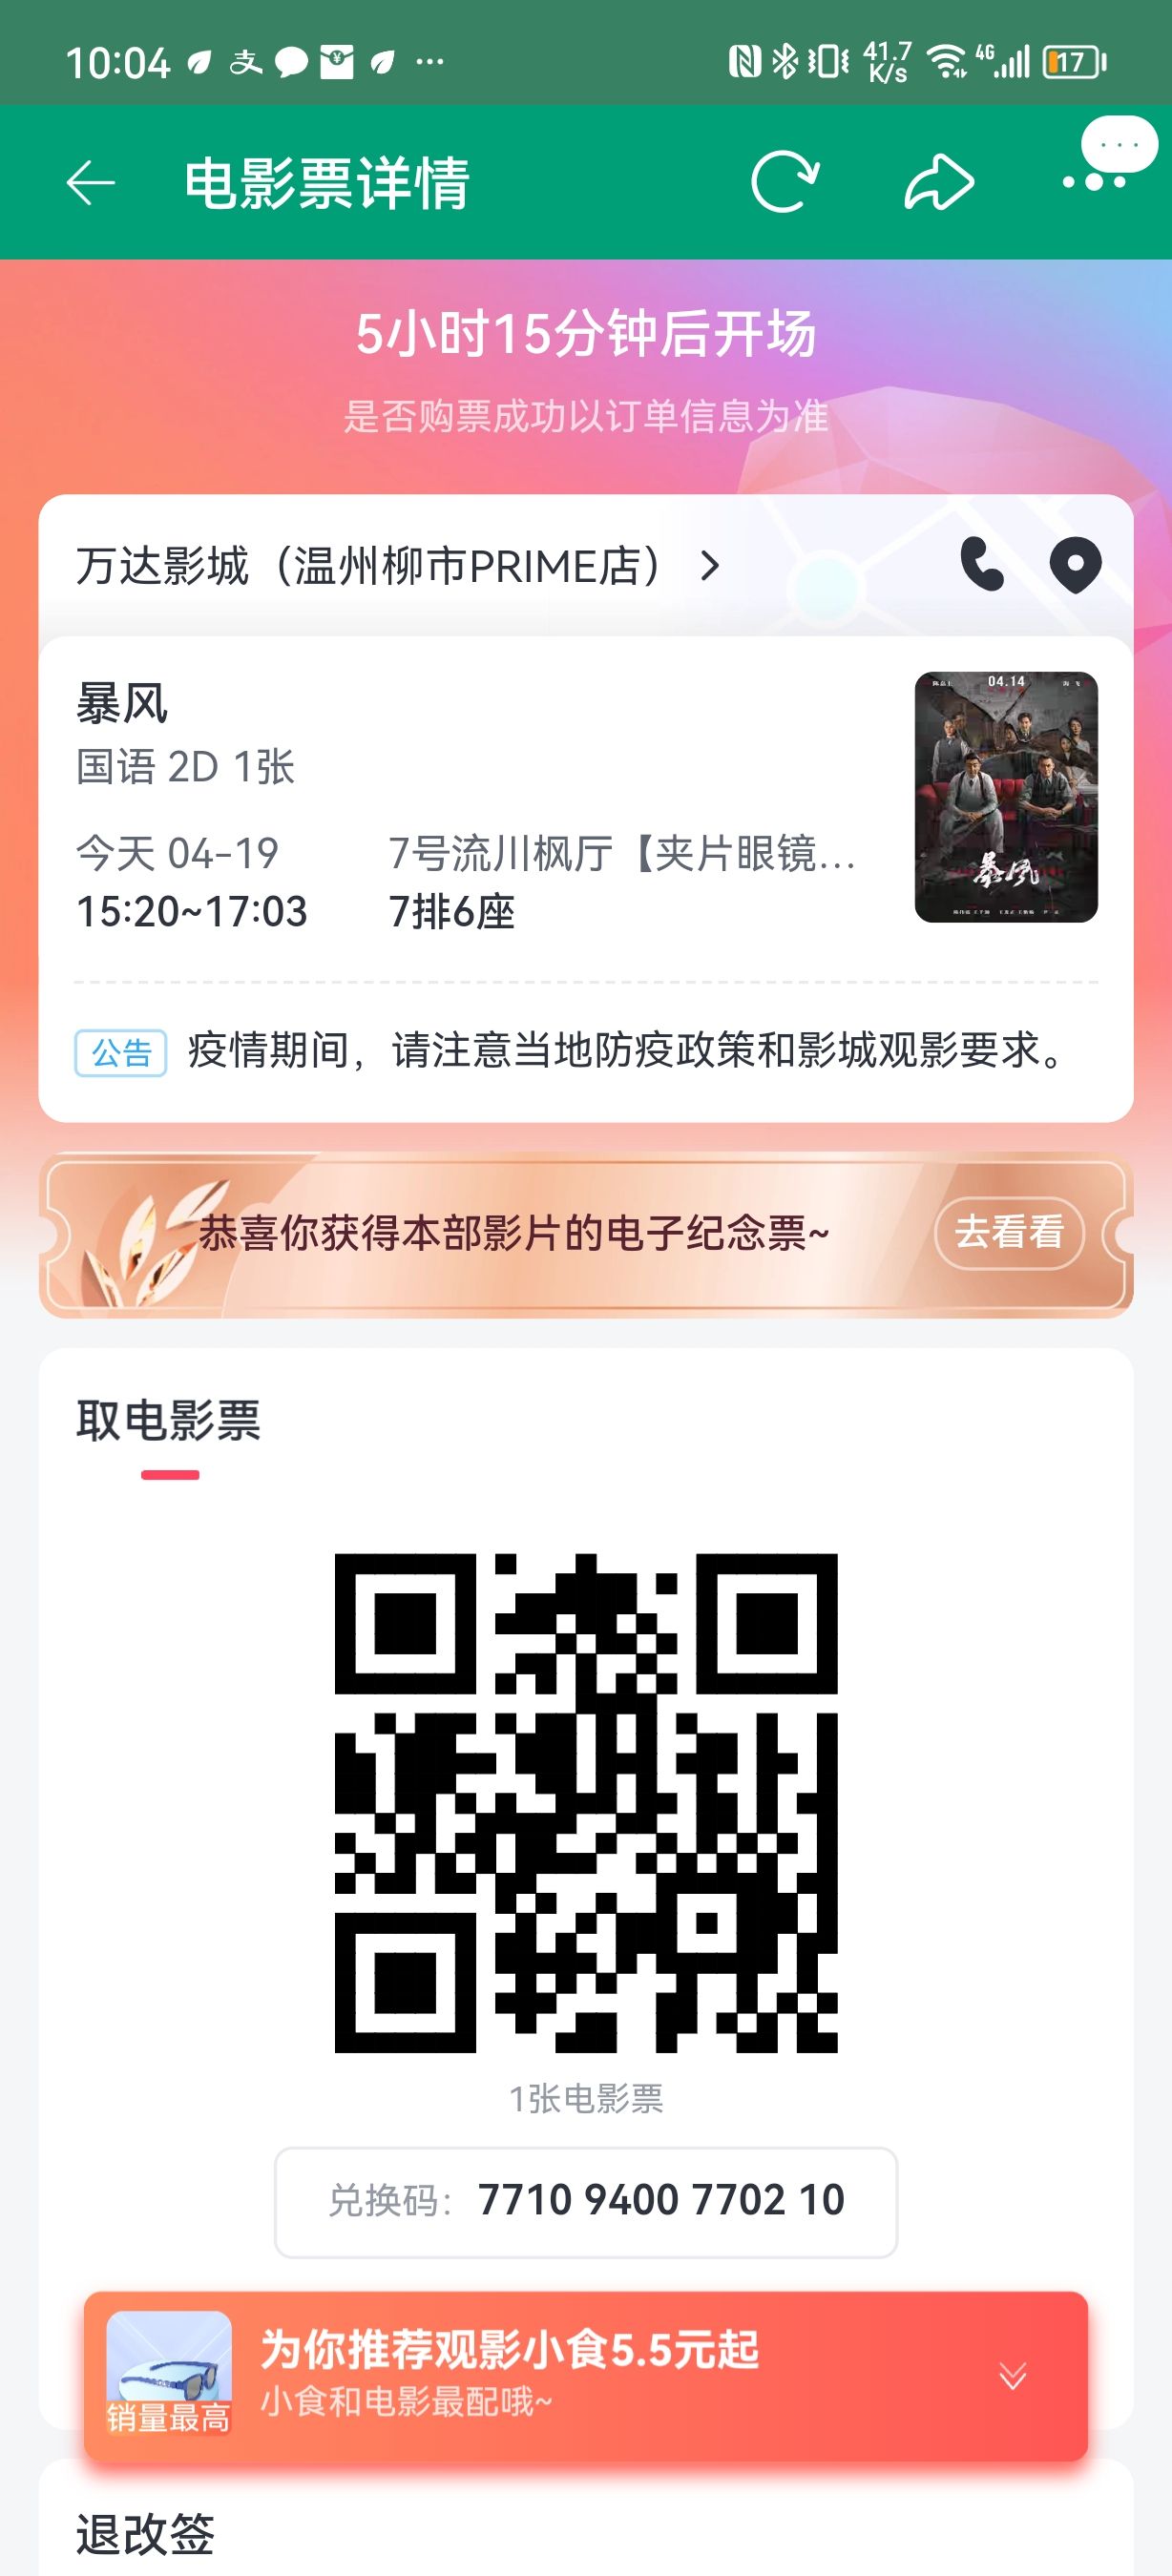 10:04
支
41.7
K/s
4G
17
电影票详情
5小时15分钟后开场
是否购票成功以订单信息为准
万达影城（温州柳市PRIME店）
暴风
国语 2D 1张
今天 04-19
7号流川枫厅【夹片眼镜...
15:20~17:03
7排6座
04.14
暴风
公告
疫情期间，请注意当地防疫政策和影城观影要求。
恭喜你获得本部影片的电子纪念票~
去看看
取电影票
1张电影票
兑换码：7710 9400 7702 10
为你推荐观影小食5.5元起
小食和电影最配哦~
销量最高
退改签